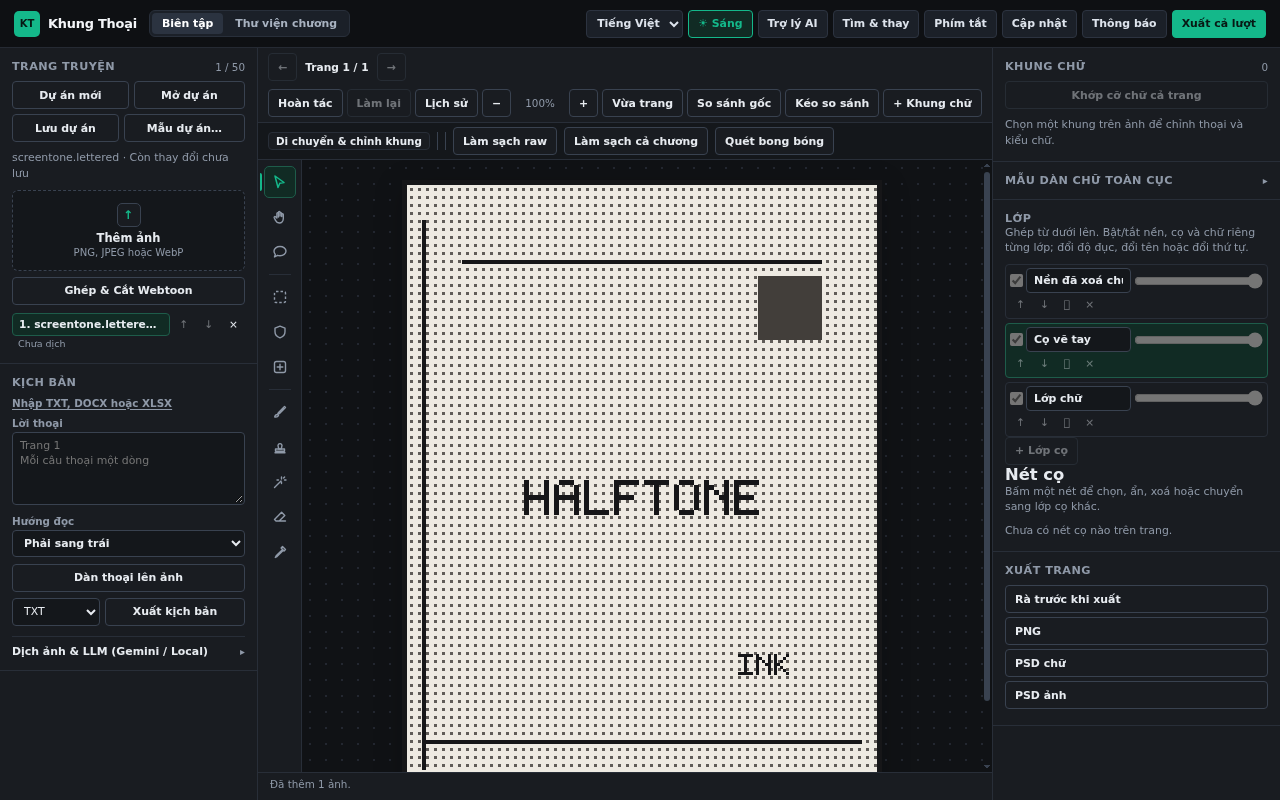 KT Khung Thoại Biên tập Thư viện chương Tiếng Việt ☀ Sáng Trợ lý AI Tìm & thay Phím tắt Cập nhật Thông báo Xuất cả lượt
TRANG TRUYỆN 1 / 50
Dự án mới Mở dự án
Lưu dự án Mẫu dự án…
screentone.lettered · Còn thay đổi chưa
lưu
↑
Thêm ảnh
PNG, JPEG hoặc WebP
Ghép & Cắt Webtoon
1. screentone.lettere… ↑ ↓ ×
Chưa dịch
KỊCH BẢN
Nhập TXT, DOCX hoặc XLSX
Lời thoại
Trang 1
Mỗi câu thoại một dòng
Hướng đọc
Phải sang trái
Dàn thoại lên ảnh
TXT Xuất kịch bản
Dịch ảnh & LLM (Gemini / Local) ▸
← Trang 1 / 1 →
Hoàn tác Làm lại Lịch sử − 100% + Vừa trang So sánh gốc Kéo so sánh + Khung chữ
Di chuyển & chỉnh khung Làm sạch raw Làm sạch cả chương Quét bong bóng
HALFTONE
INK
Đã thêm 1 ảnh.
KHUNG CHỮ 0
Khớp cỡ chữ cả trang
Chọn một khung trên ảnh để chỉnh thoại và
kiểu chữ.
MẪU DÀN CHỮ TOÀN CỤC ▸
LỚP
Ghép từ dưới lên. Bật/tắt nền, cọ và chữ riêng
từng lớp; đổi độ dục, đổi tên hoặc đổi thứ tự.
Nền đã xoá
↑ ↓ ×
Cọ vẽ tay
↑ ↓ ×
Lớp chữ
↑ ↓ ×
+ Lớp cọ
Nét cọ
Bấm một nét để chọn, ẩn, xoá hoặc chuyển
sang lớp cọ khác.
Chưa có nét cọ nào trên trang.
XUẤT TRANG
Rà trước khi xuất
PNG
PSD chữ
PSD ảnh